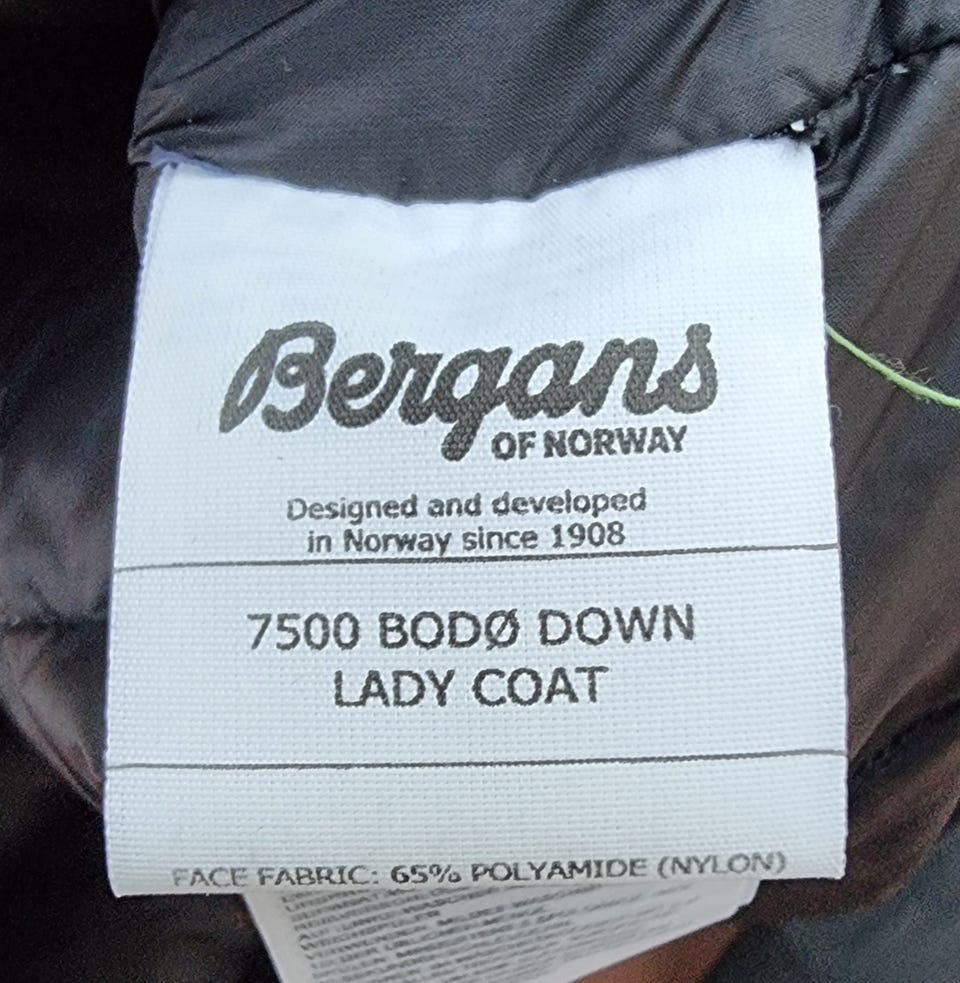 Bergans
OF NORWAY
Designed and developed
in Norway since 1908
7500 BODØ DOWN
LADY COAT
FACE FABRIC: 65% POLYAMIDE (NYLON)